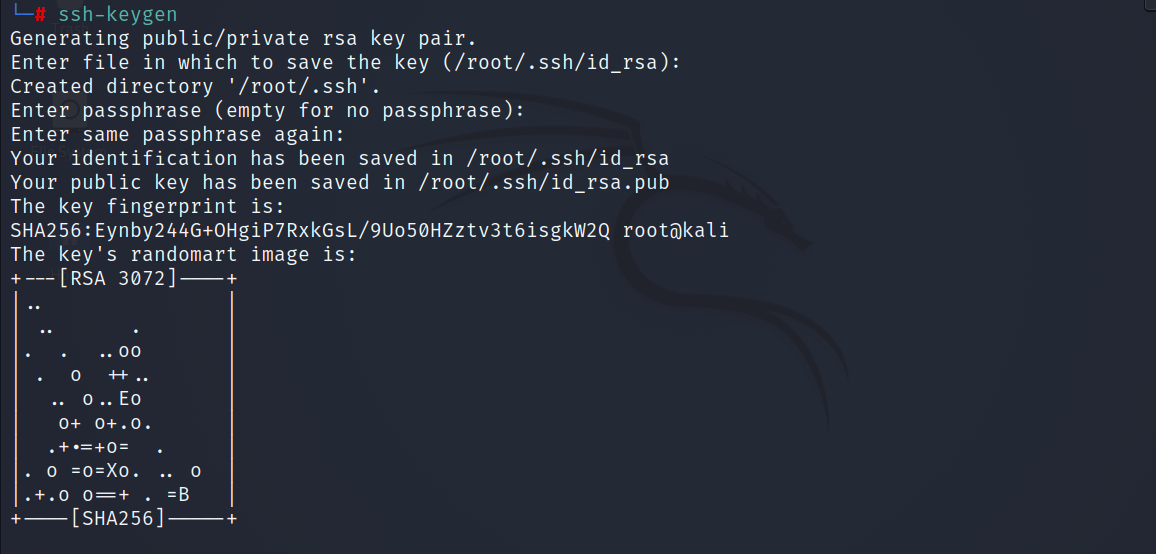 └─# ssh-keygen
Generating public/private rsa key pair.
Enter file in which to save the key (/root/.ssh/id_rsa):
Created directory '/root/.ssh'.
Enter passphrase (empty for no passphrase):
Enter same passphrase again:
Your identification has been saved in /root/.ssh/id_rsa
Your public key has been saved in /root/.ssh/id_rsa.pub
The key fingerprint is:
SHA256:Eynby244G+OHgiP7RxkGsL/9Uo50HZztv3t6isgkW2Q root@kali
The key's randomart image is:
+---[RSA 3072]----+
|..               |
| ..      .       |
|.  .  ..oo       |
| .  o  ++ ..     |
|  .. o..Eo       |
|   o+ o+.o.      |
|  .+*=+o=  .     |
|. o =o=Xo. .. o  |
|.+.o o==+ . =B   |
+----[SHA256]-----+